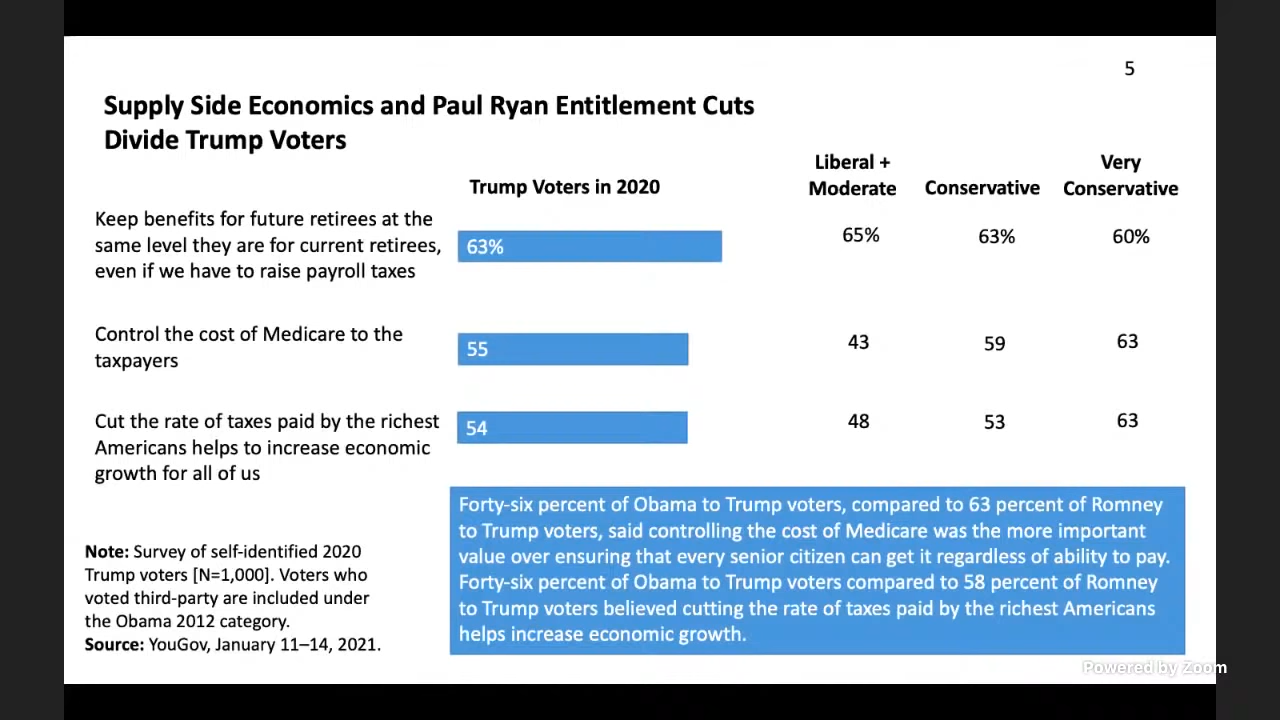 5
Supply Side Economics and Paul Ryan Entitlement Cuts
Divide Trump Voters
Trump Voters in 2020
Liberal +
Moderate
Conservative
Very
Conservative
Keep benefits for future retirees at the
same level they are for current retirees,
even if we have to raise payroll taxes
63%
65%
63%
60%
Control the cost of Medicare to the
taxpayers
55
43
59
63
Cut the rate of taxes paid by the richest
Americans helps to increase economic
growth for all of us
54
48
53
63
Forty-six percent of Obama to Trump voters, compared to 63 percent of Romney
to Trump voters, said controlling the cost of Medicare was the more important
value over ensuring that every senior citizen can get it regardless of ability to pay.
Forty-six percent of Obama to Trump voters compared to 58 percent of Romney
to Trump voters believed cutting the rate of taxes paid by the richest Americans
helps increase economic growth.
Note: Survey of self-identified 2020
Trump voters [N=1,000]. Voters who
voted third-party are included under
the Obama 2012 category.
Source: YouGov, January 11–14, 2021.
Powered by Zoom